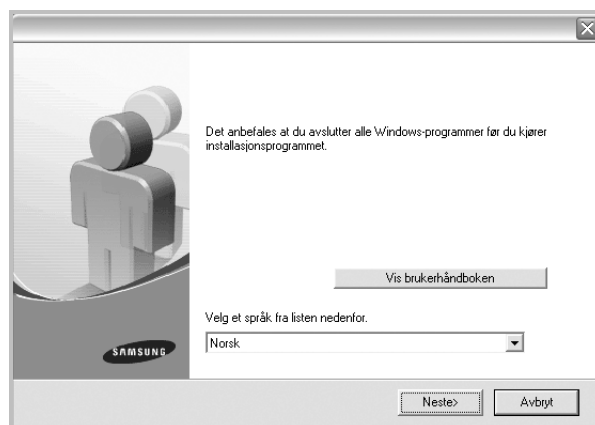 Det anbefales at du avslutter alle Windows-programmer før du kjører
installasjonsprogrammet.
Vis brukerhåndboken
Velg et språk fra listen nedenfor.
Norsk
SAMSUNG
Neste>
Avbryt